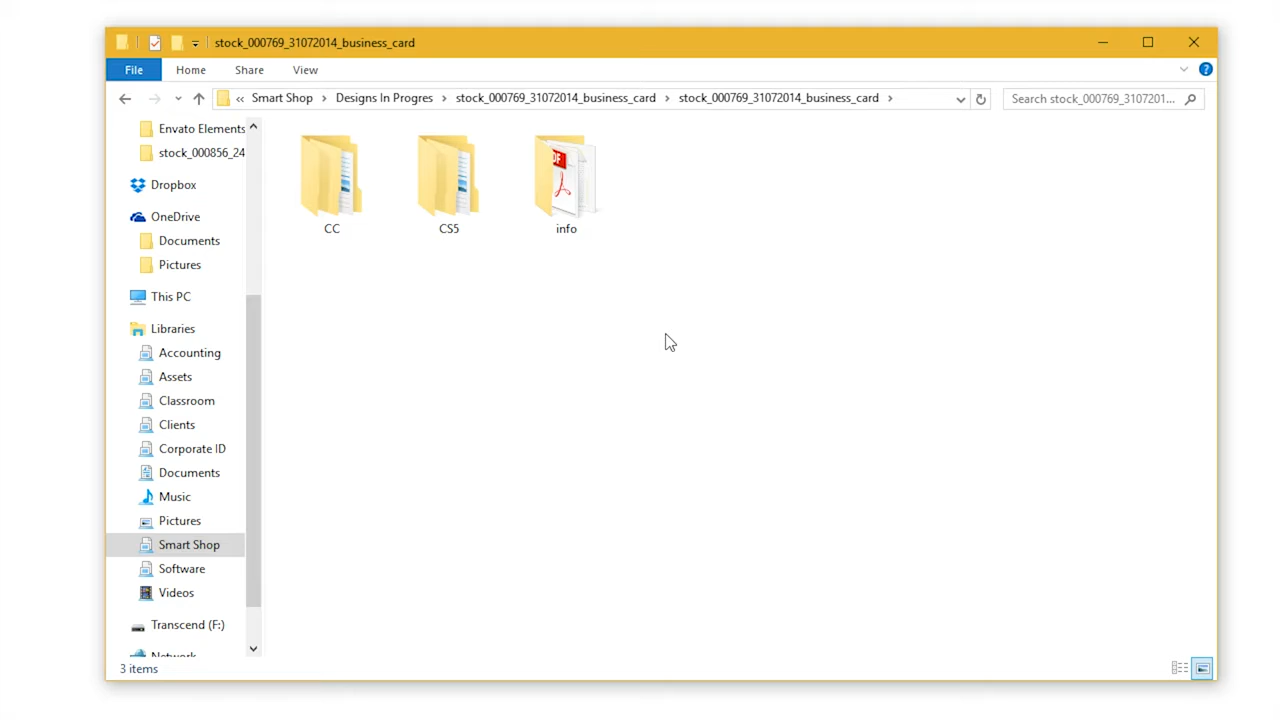 stock_000769_31072014_business_card
File Home Share View
« Smart Shop Designs In Progres stock_000769_31072014_business_card stock_000769_31072014_business_card
Search stock_000769_3107201...
Envato Elements
stock_000856_24
Dropbox
OneDrive
Documents
Pictures
This PC
Libraries
Accounting
Assets
Classroom
Clients
Corporate ID
Documents
Music
Pictures
Smart Shop
Software
Videos
Transcend (F:)
Network
CC CS5 info
3 items